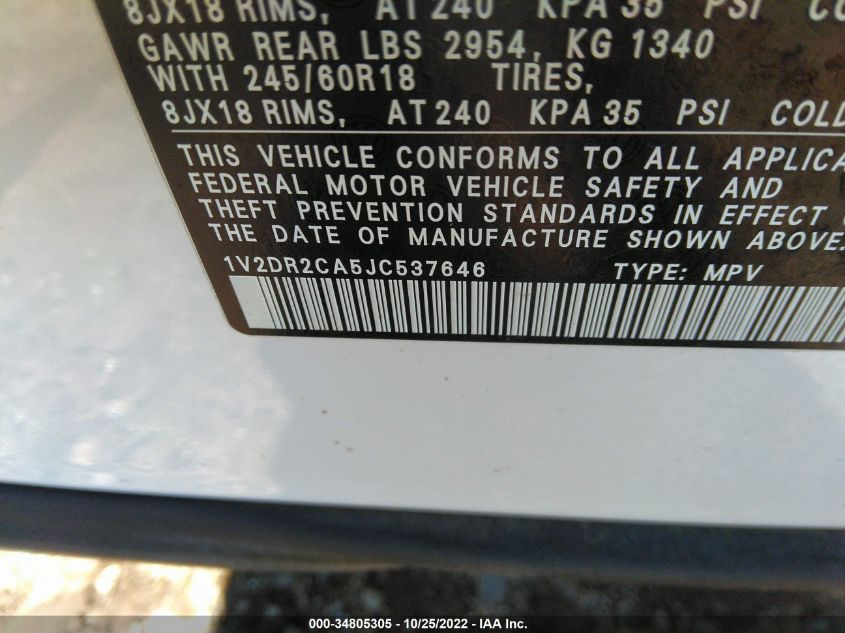 8JX18 RIMS, AT 240 KPA 35 PSI
GAWR REAR LBS 2954, KG 1340
WITH 245/60R18 TIRES,
8JX18 RIMS, AT 240 KPA 35 PSI COLD
THIS VEHICLE CONFORMS TO ALL APPLICA
FEDERAL MOTOR VEHICLE SAFETY AND
THEFT PREVENTION STANDARDS IN EFFECT
THE DATE OF MANUFACTURE SHOWN ABOVE.
1V2DR2CA5JC537646 TYPE: MPV
000-34805305 - 10/25/2022 - IAA Inc.